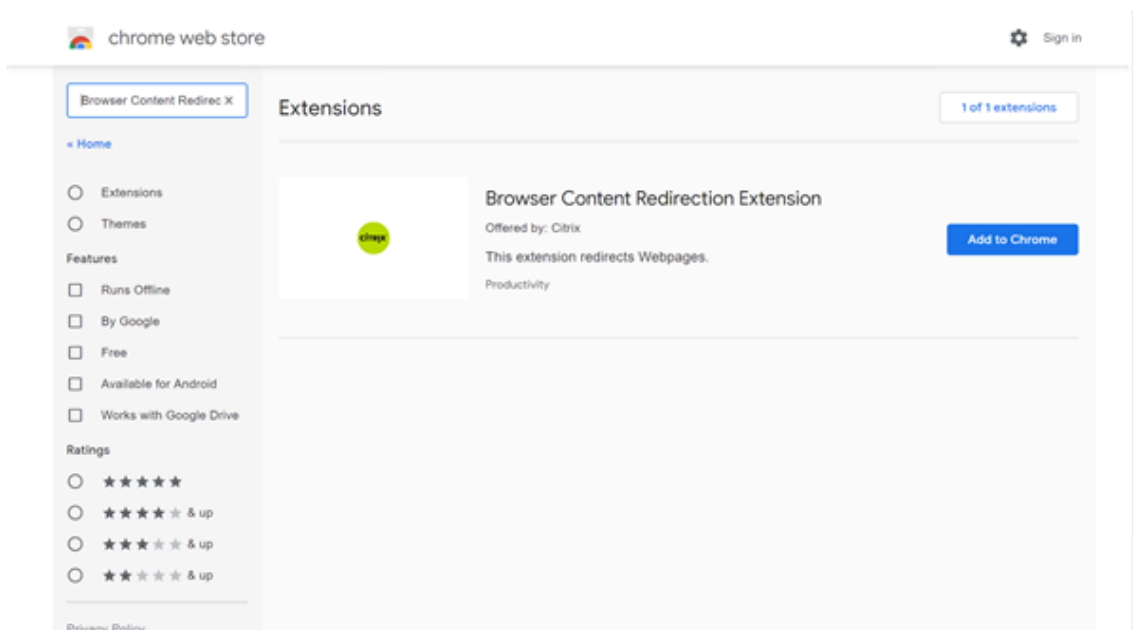 chrome web store
Sign in
Browser Content Redirec X
« Home
Extensions
Themes
Features
Runs Offline
By Google
Free
Available for Android
Works with Google Drive
Ratings
& up
& up
& up
Privacy Policy
Extensions
1 of 1 extensions
citrix
Browser Content Redirection Extension
Offered by: Citrix
This extension redirects Webpages.
Productivity
Add to Chrome